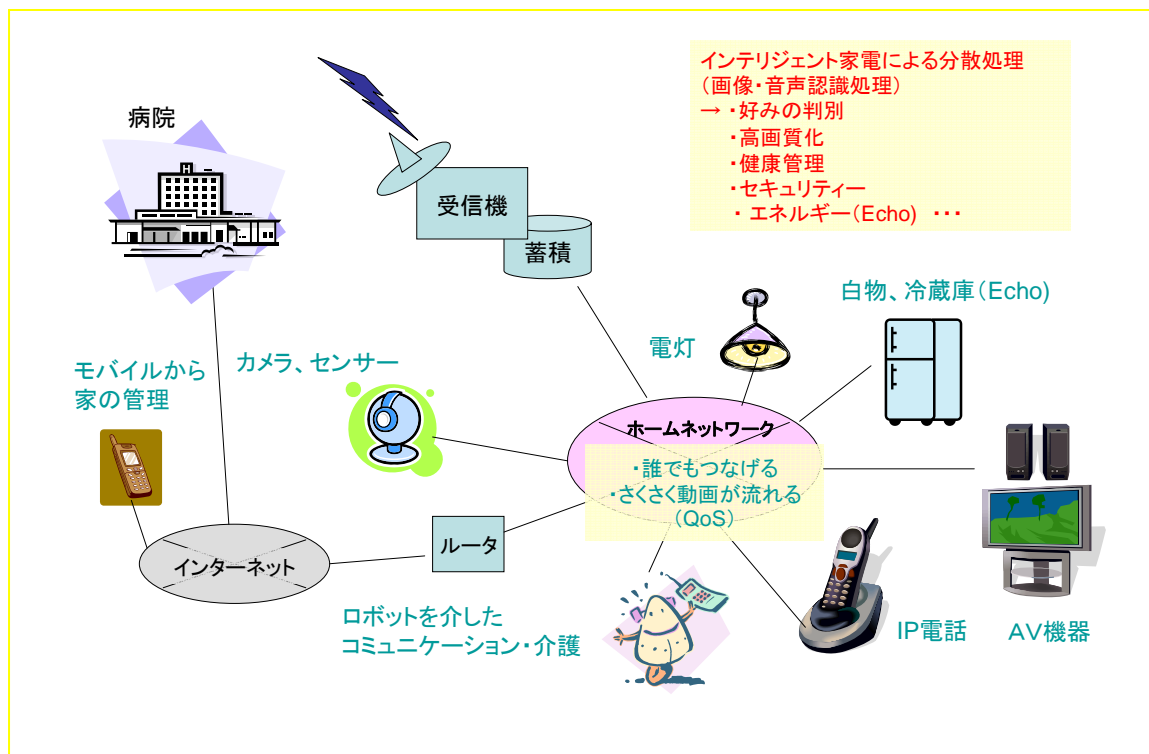 インテリジェント家電による分散処理
(画像・音声認識処理)
→ ・好みの判別
・高画質化
・健康管理
・セキュリティー
・ エネルギー(Echo) ・・・
病院
H
受信機
蓄積
白物、冷蔵庫(Echo)
電灯
カメラ、センサー
モバイルから
家の管理
ホームネットワーク
・誰でもつなげる
・さくさく動画が流れる
(QoS)
ルータ
インターネット
ロボットを介した
コミュニケーション・介護
IP電話
AV機器